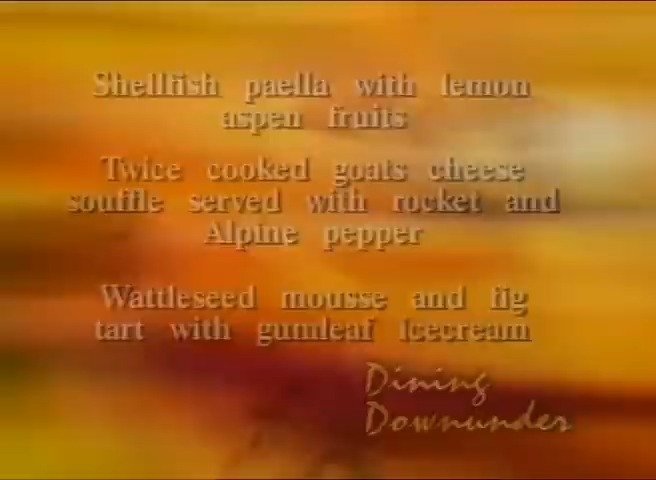 Shellfish paella with lemon
aspen fruits
Twice cooked goats cheese
souffle served with rocket and
Alpine pepper
Wattleseed mousse and fig
tart with gumleaf Icecream
Dining
Downunder